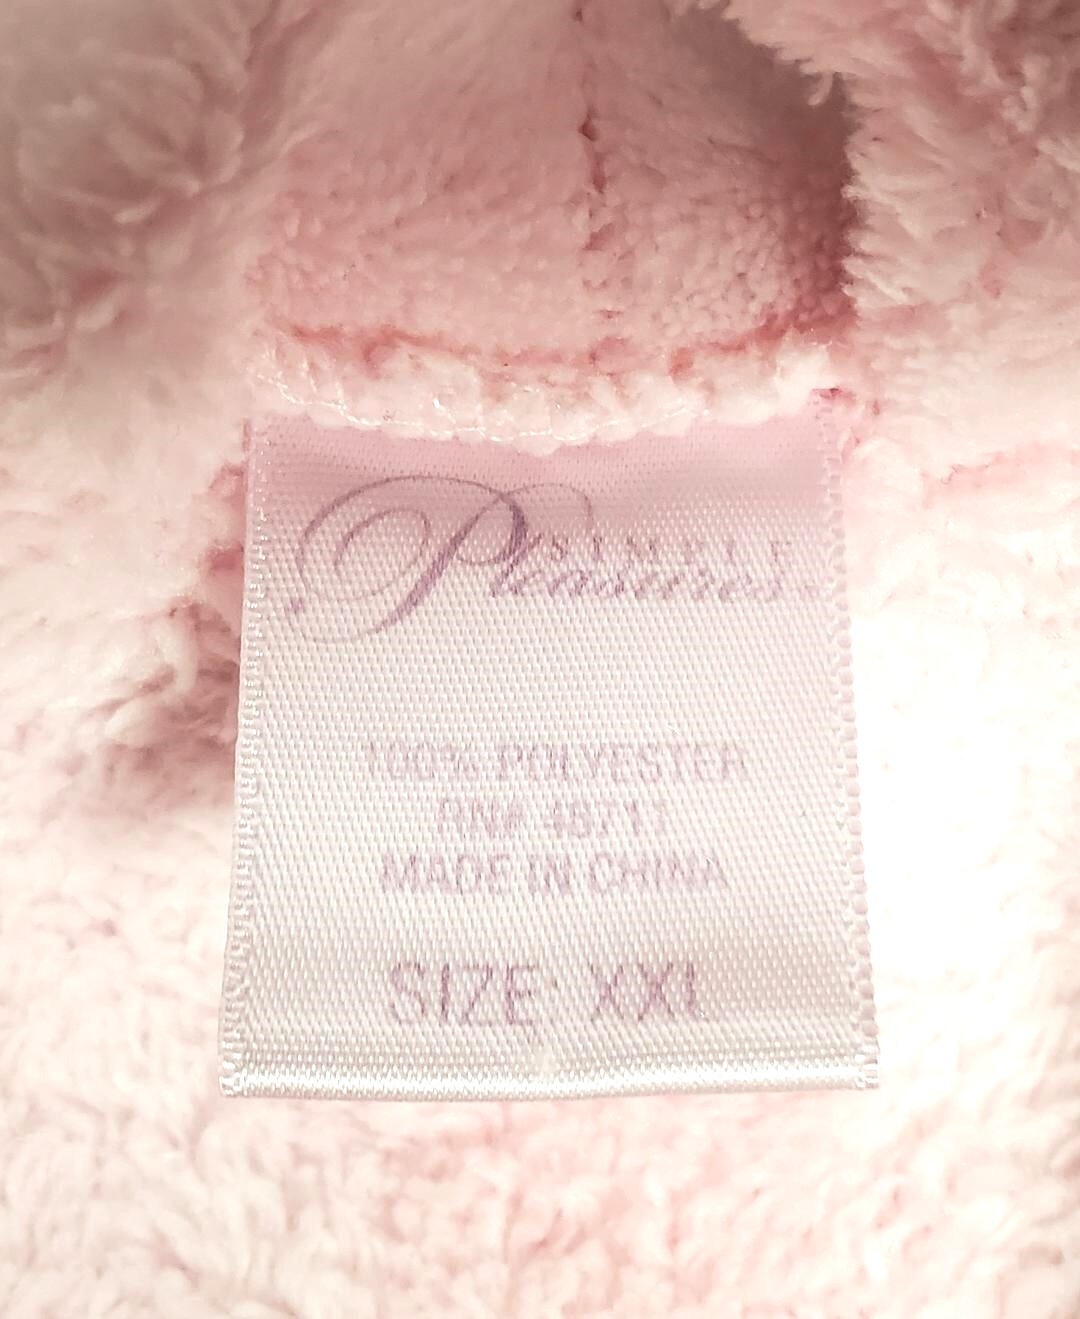 SIMPLE
Pleasures
100% POLYESTER
MADE IN CHINA
SIZE: XXL